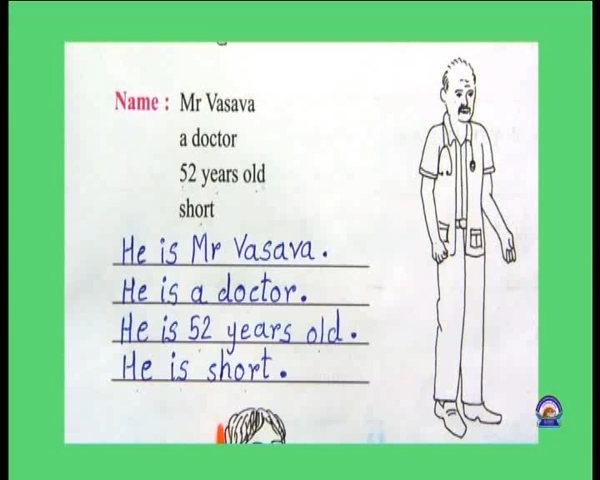 Name : Mr Vasava
a doctor
52 years old
short
He is Mr Vasava.
He is a doctor.
He is 52 years old.
He is short.